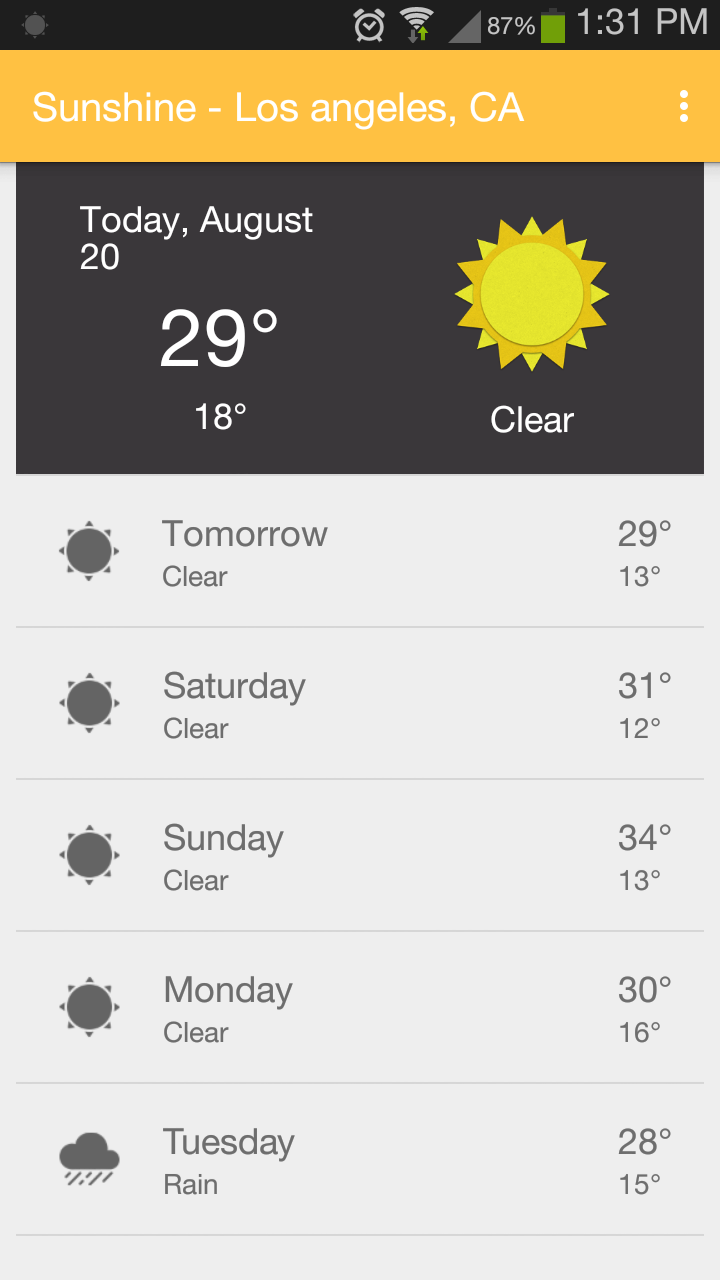 87% 1:31 PM
Sunshine - Los angeles, CA
Today, August
20
29°
18°
Clear
Tomorrow 29°
Clear 13°
Saturday 31°
Clear 12°
Sunday 34°
Clear 13°
Monday 30°
Clear 16°
Tuesday 28°
Rain 15°